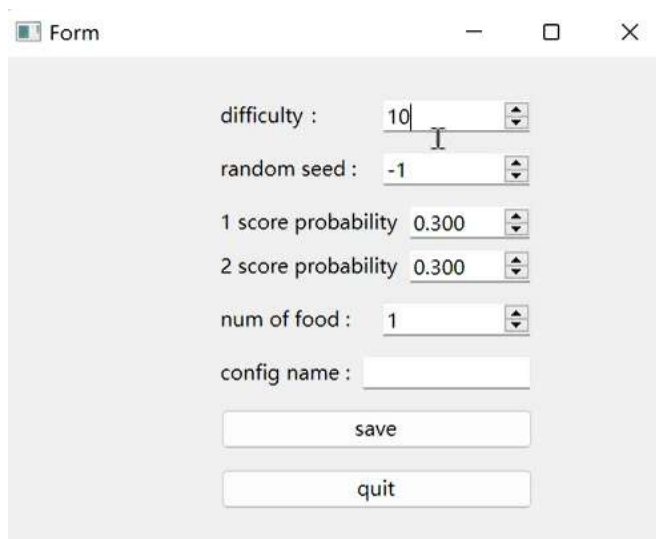 Form
difficulty : 10
random seed : -1
1 score probability 0.300
2 score probability 0.300
num of food : 1
config name :
save
quit